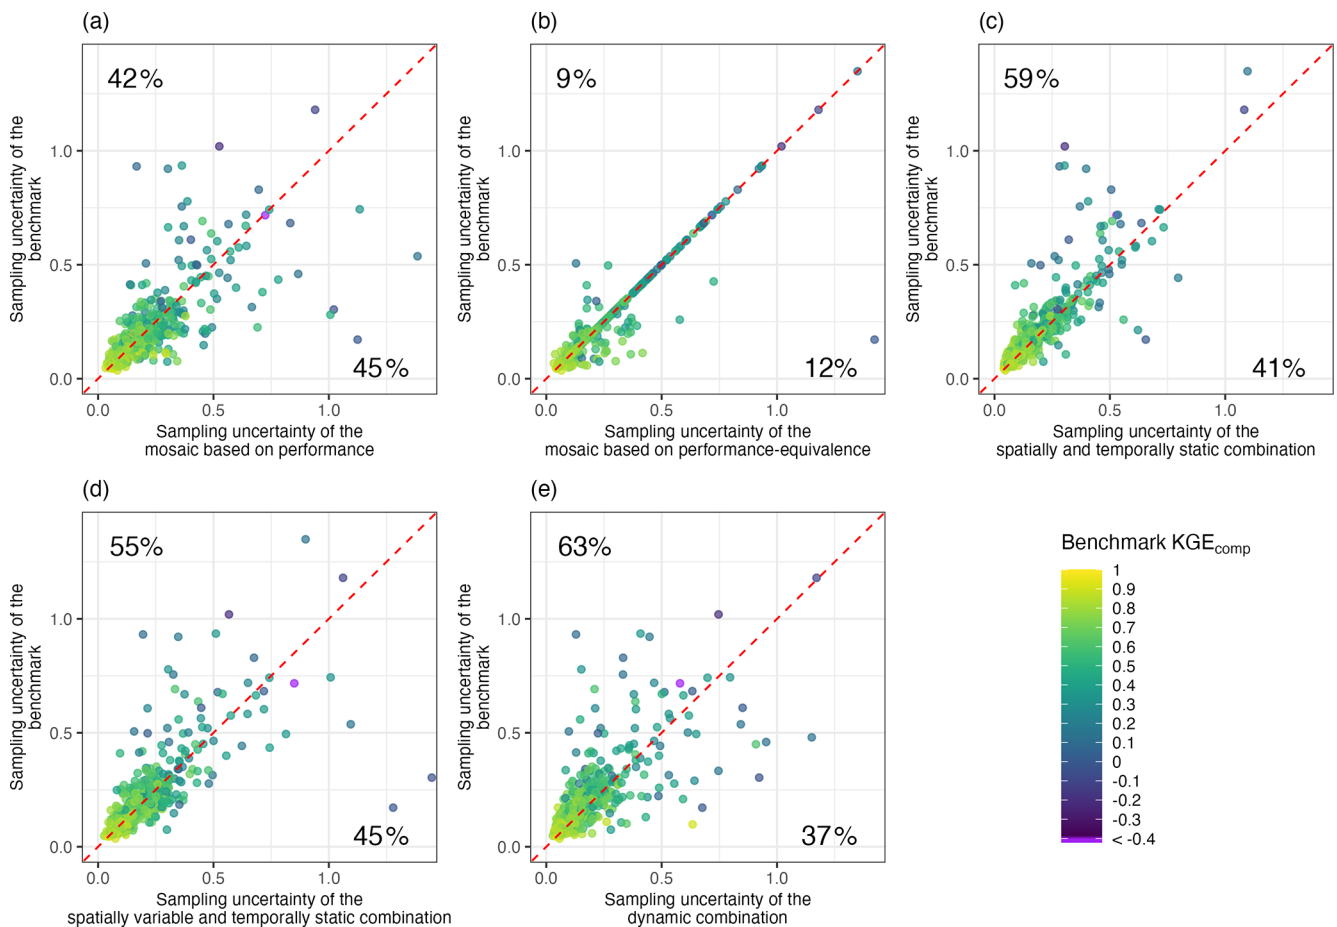 (a)
42%
45%
1.0
0.5
0.0
0.0
0.5
1.0
Sampling uncertainty of the
benchmark
Sampling uncertainty of the
mosaic based on performance
(b)
9%
12%
1.0
0.5
0.0
0.0
0.5
1.0
Sampling uncertainty of the
benchmark
Sampling uncertainty of the
mosaic based on performance-equivalence
(c)
59%
41%
1.0
0.5
0.0
0.0
0.5
1.0
Sampling uncertainty of the
benchmark
Sampling uncertainty of the
spatially and temporally static combination
(d)
55%
45%
1.0
0.5
0.0
0.0
0.5
1.0
Sampling uncertainty of the
benchmark
Sampling uncertainty of the
spatially variable and temporally static combination
(e)
63%
37%
1.0
0.5
0.0
0.0
0.5
1.0
Sampling uncertainty of the
benchmark
Sampling uncertainty of the
dynamic combination
Benchmark KGEcomp
1
0.9
0.8
0.7
0.6
0.5
0.4
0.3
0.2
0.1
0
-0.1
-0.2
-0.3
< -0.4